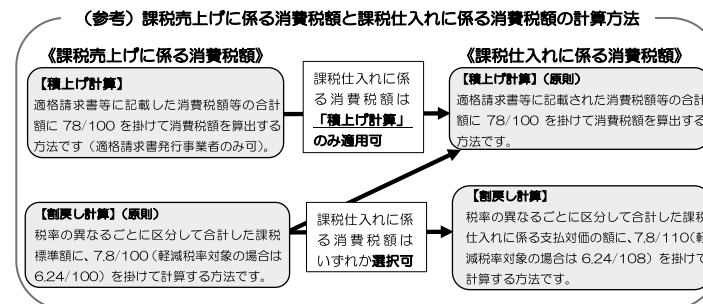 （参考）課税売上げに係る消費税額と課税仕入れに係る消費税額の計算方法
《課税売上げに係る消費税額》
【積上げ計算】
適格請求書等に記載した消費税額等の合計
額に 78/100 を掛けて消費税額を算出する
方法です（適格請求書発行事業者のみ可）。
課税仕入れに係
る消費税額は
「積上げ計算」
のみ適用可
《課税仕入れに係る消費税額》
【積上げ計算】（原則）
適格請求書等に記載された消費税額等の合計
額に 78/100 を掛けて消費税額を算出する
方法です。
【割戻し計算】（原則）
税率の異なるごとに区分して合計した課税
標準額に、7.8/100（軽減税率対象の場合は
6.24/100）を掛けて計算する方法です。
課税仕入れに係
る消費税額は
いずれか選択可
【割戻し計算】
税率の異なるごとに区分して合計した課税
仕入れに係る支払対価の額に、7.8/110（軽
減税率対象の場合は 6.24/108）を掛けて
計算する方法です。